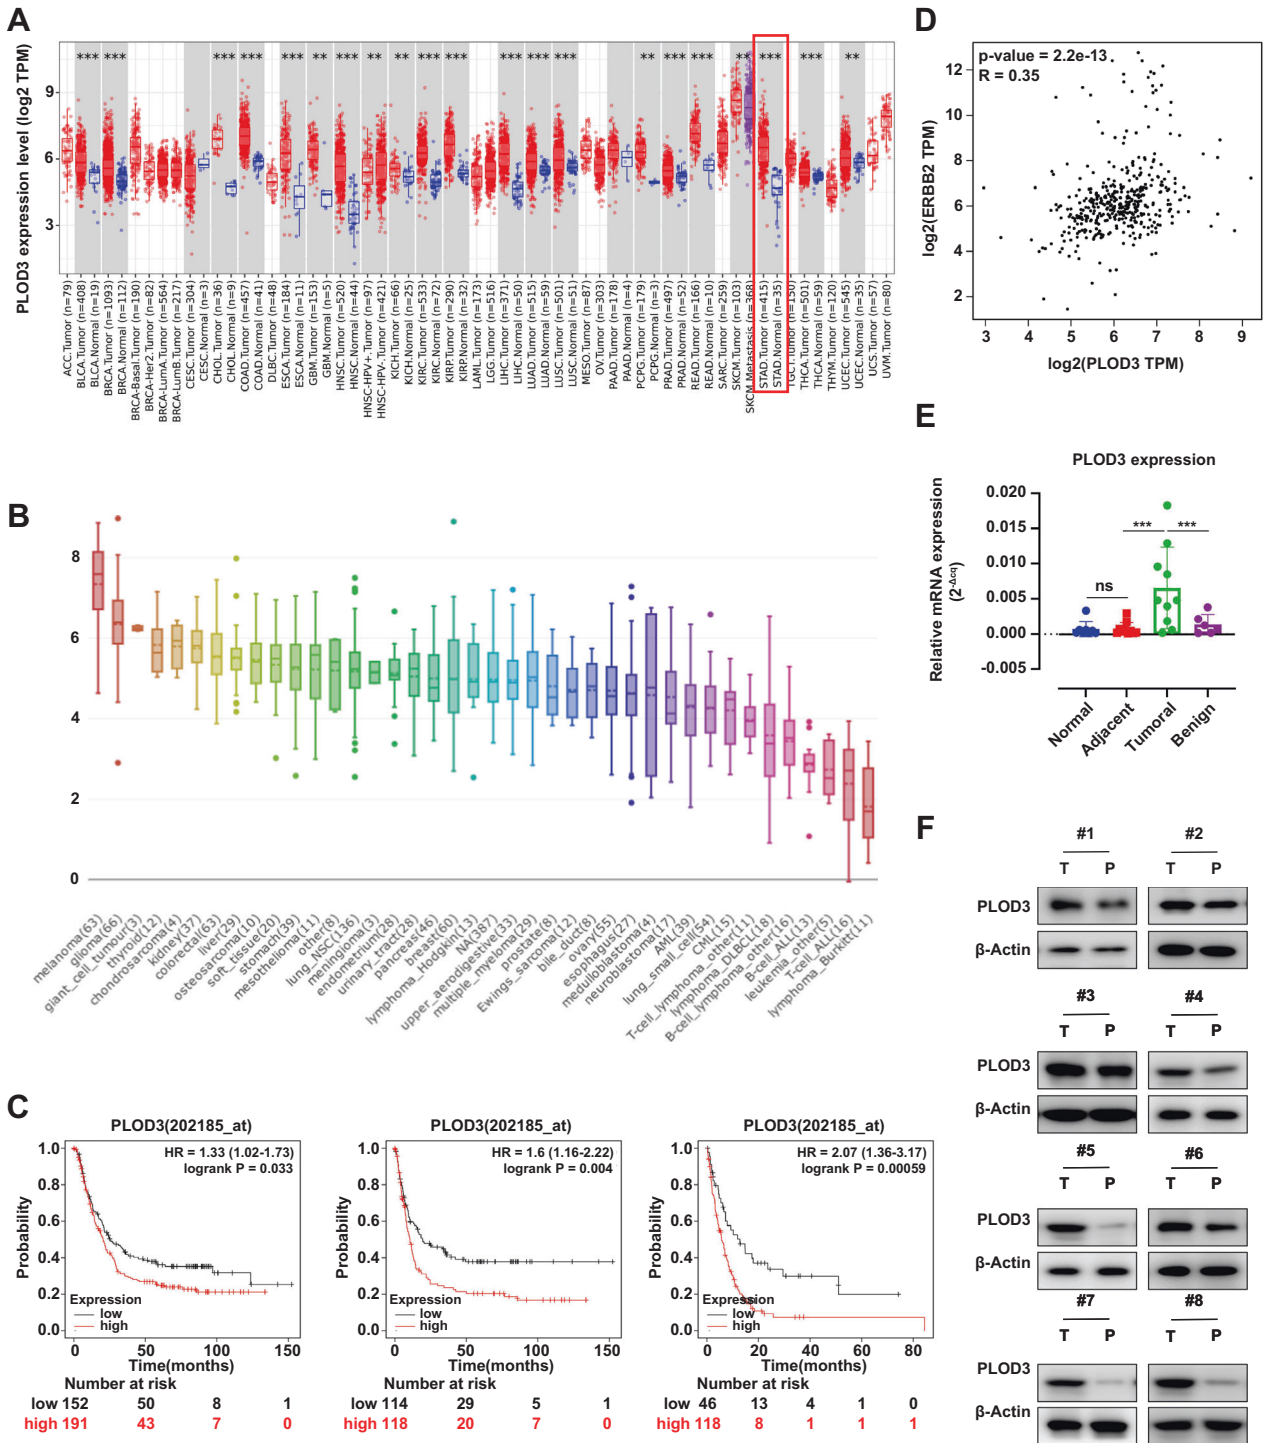 A
PLOD3 expression level (log2 TPM)
9
6
3
*** *** *** *** *** ** *** ** ** *** *** *** *** *** ** *** *** ** *** *** **
ACC.Tumor (n=79)
BLCA.Tumor (n=408)
BLCA.Normal (n=19)
BRCA.Tumor (n=1093)
BRCA.Normal (n=112)
BRCA-Basal.Tumor (n=190)
BRCA-Her2.Tumor (n=82)
BRCA-LumA.Tumor (n=564)
BRCA-LumB.Tumor (n=217)
CESC.Tumor (n=304)
CESC.Normal (n=3)
CHOL.Tumor (n=36)
CHOL.Normal (n=9)
COAD.Tumor (n=457)
COAD.Normal (n=41)
DLBC.Tumor (n=48)
ESCA.Tumor (n=184)
ESCA.Normal (n=11)
GBM.Tumor (n=153)
GBM.Normal (n=5)
HNSC.Tumor (n=520)
HNSC.Normal (n=44)
HNSC-HPV+.Tumor (n=97)
HNSC-HPV-.Tumor (n=421)
KICH.Tumor (n=66)
KICH.Normal (n=25)
KIRC.Tumor (n=533)
KIRC.Normal (n=72)
KIRP.Tumor (n=290)
KIRP.Normal (n=32)
LAML.Tumor (n=173)
LGG.Tumor (n=516)
LIHC.Tumor (n=371)
LIHC.Normal (n=50)
LUAD.Tumor (n=515)
LUAD.Normal (n=59)
LUSC.Tumor (n=501)
LUSC.Normal (n=51)
MESO.Tumor (n=87)
OV.Tumor (n=303)
PAAD.Tumor (n=178)
PAAD.Normal (n=4)
PCPG.Tumor (n=179)
PCPG.Normal (n=3)
PRAD.Tumor (n=497)
PRAD.Normal (n=52)
READ.Tumor (n=166)
READ.Normal (n=10)
SARC.Tumor (n=259)
SKCM.Tumor (n=103)
SKCM.Metastasis (n=368)
STAD.Tumor (n=415)
STAD.Normal (n=35)
TGCT.Tumor (n=150)
THCA.Tumor (n=501)
THCA.Normal (n=59)
THYM.Tumor (n=120)
UCEC.Tumor (n=545)
UCEC.Normal (n=35)
UCS.Tumor (n=57)
UVM.Tumor (n=80)
B
8
6
4
2
0
melanoma(63)
glioma(66)
giant_cell_tumour(3)
thyroid(12)
chondrosarcoma(4)
kidney(37)
colorectal(63)
liver(29)
osteosarcoma(10)
soft_tissue(20)
stomach(39)
mesothelioma(11)
other(8)
lung_NSC(136)
meningioma(3)
endometrium(28)
urinary_tract(28)
pancreas(46)
breast(60)
lymphoma_Hodgkin(13)
NA(387)
upper_aerodigestive(33)
multiple_myeloma(29)
prostate(8)
Ewings_sarcoma(12)
bile_duct(8)
ovary(55)
esophagus(27)
medulloblastoma(4)
neuroblastoma(17)
AML(39)
lung_small_cell(54)
CML(15)
T-cell_lymphoma_other(11)
lymphoma_DLBCL(18)
B-cell_lymphoma_other(16)
B-cell_ALL(13)
leukemia_other(5)
T-cell_ALL(16)
lymphoma_Burkitt(11)
C
PLOD3(202185_at)
HR = 1.33 (1.02-1.73)
logrank P = 0.033
Probability
1.0
0.8
0.6
0.4
0.2
0.0
Expression
low
high
0 50 100 150
Time(months)
Number at risk
low 152 50 8 1
high 191 43 7 0
PLOD3(202185_at)
HR = 1.6 (1.16-2.22)
logrank P = 0.004
Probability
1.0
0.8
0.6
0.4
0.2
0.0
Expression
low
high
0 50 100 150
Time(months)
Number at risk
low 114 29 5 1
high 118 20 7 0
PLOD3(202185_at)
HR = 2.07 (1.36-3.17)
logrank P = 0.00059
Probability
1.0
0.8
0.6
0.4
0.2
0.0
Expression
low
high
0 20 40 60 80
Time(months)
Number at risk
low 46 13 4 1 0
high 118 8 1 1 1
D
p-value = 2.2e-13
R = 0.35
log2(ERBB2 TPM)
12
10
8
6
4
2
3 4 5 6 7 8 9
log2(PLOD3 TPM)
E
PLOD3 expression
Relative mRNA expression
(2^-Δcq)
0.020
0.015
0.010
0.005
0.000
-0.005
ns
*** ***
Normal
Adjacent
Tumoral
Benign
F
#1 #2
T P T P
PLOD3
β-Actin
#3 #4
T P T P
PLOD3
β-Actin
#5 #6
T P T P
PLOD3
β-Actin
#7 #8
T P T P
PLOD3
β-Actin